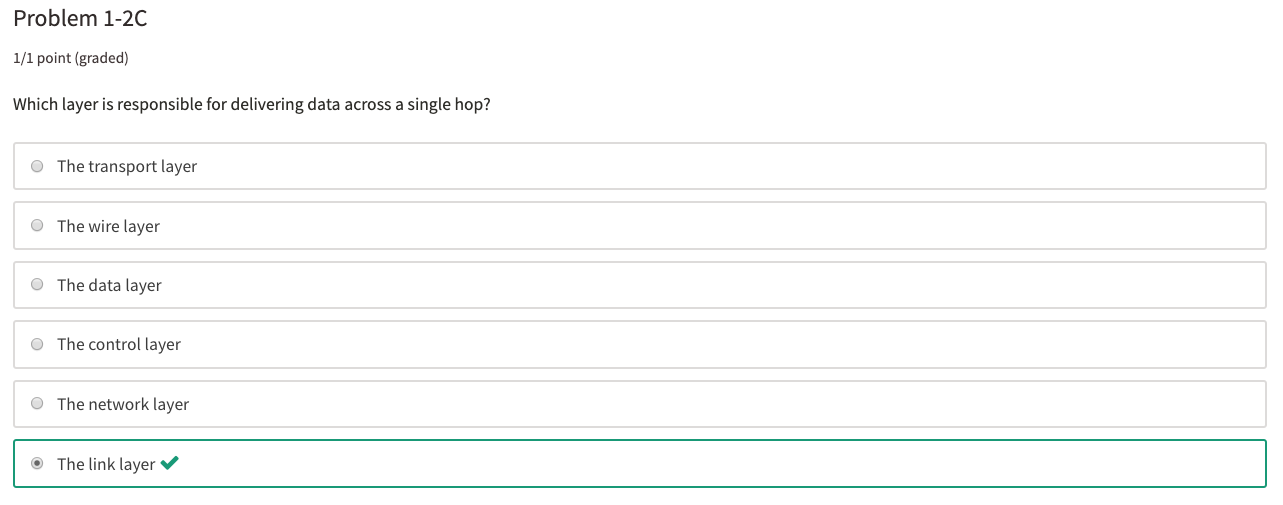 Problem 1-2C
1/1 point (graded)
Which layer is responsible for delivering data across a single hop?
The transport layer
The wire layer
The data layer
The control layer
The network layer
The link layer